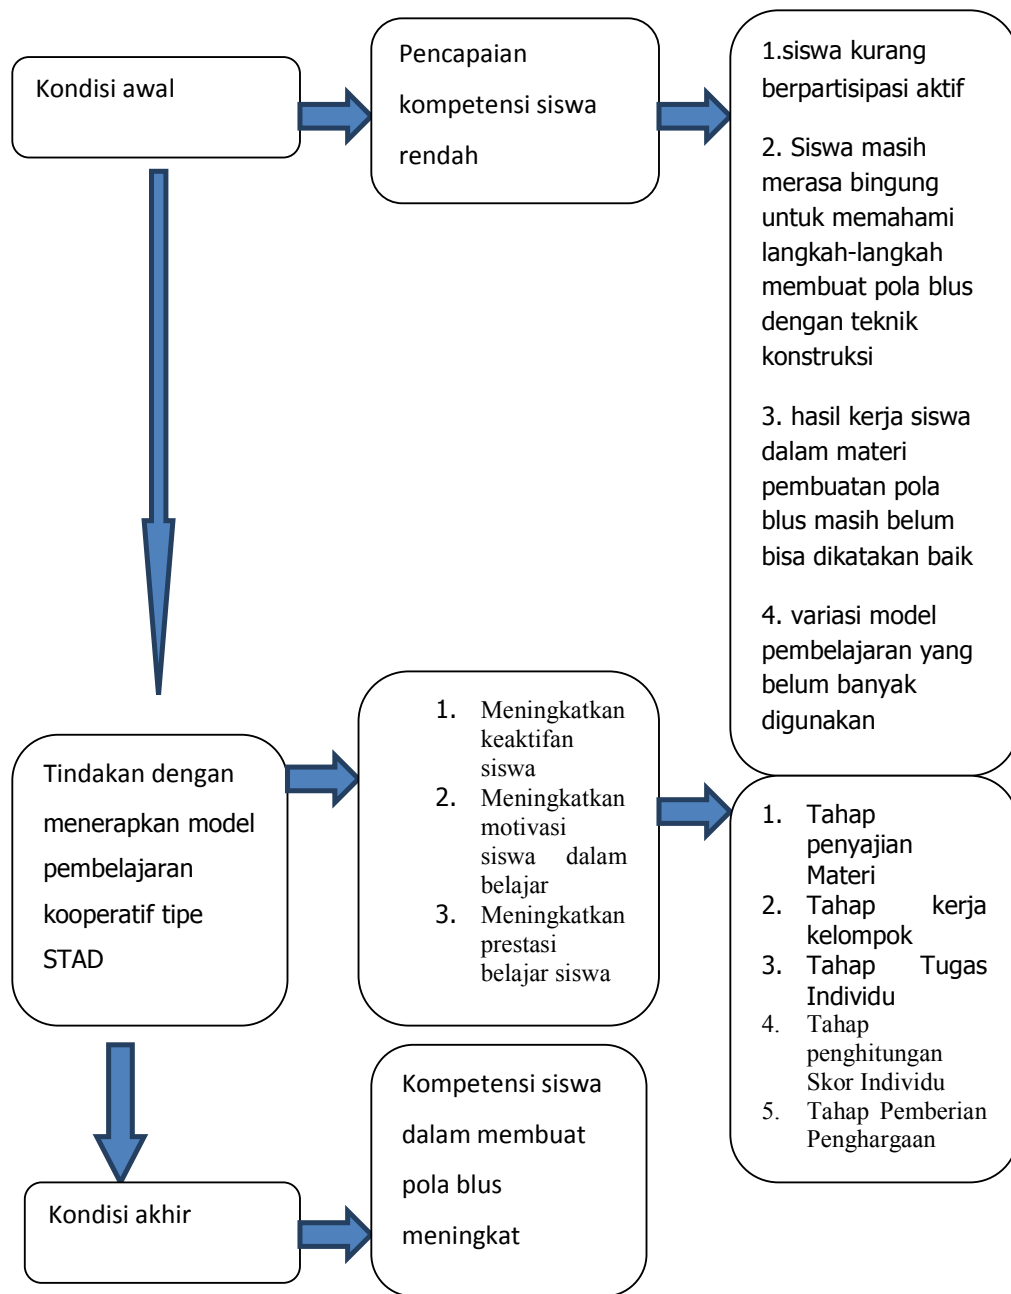 Kondisi awal
Pencapaian
kompetensi siswa
rendah
1.siswa kurang
berpartisipasi aktif
2. Siswa masih
merasa bingung
untuk memahami
langkah-langkah
membuat pola blus
dengan teknik
konstruksi
3. hasil kerja siswa
dalam materi
pembuatan pola
blus masih belum
bisa dikatakan baik
4. variasi model
pembelajaran yang
belum banyak
digunakan
Tindakan dengan
menerapkan model
pembelajaran
kooperatif tipe
STAD
1. Meningkatkan
keaktifan
siswa
2. Meningkatkan
motivasi
siswa dalam
belajar
3. Meningkatkan
prestasi
belajar siswa
1. Tahap
penyajian
Materi
2. Tahap kerja
kelompok
3. Tahap Tugas
Individu
4. Tahap
penghitungan
Skor Individu
5. Tahap Pemberian
Penghargaan
Kondisi akhir
Kompetensi siswa
dalam membuat
pola blus
meningkat